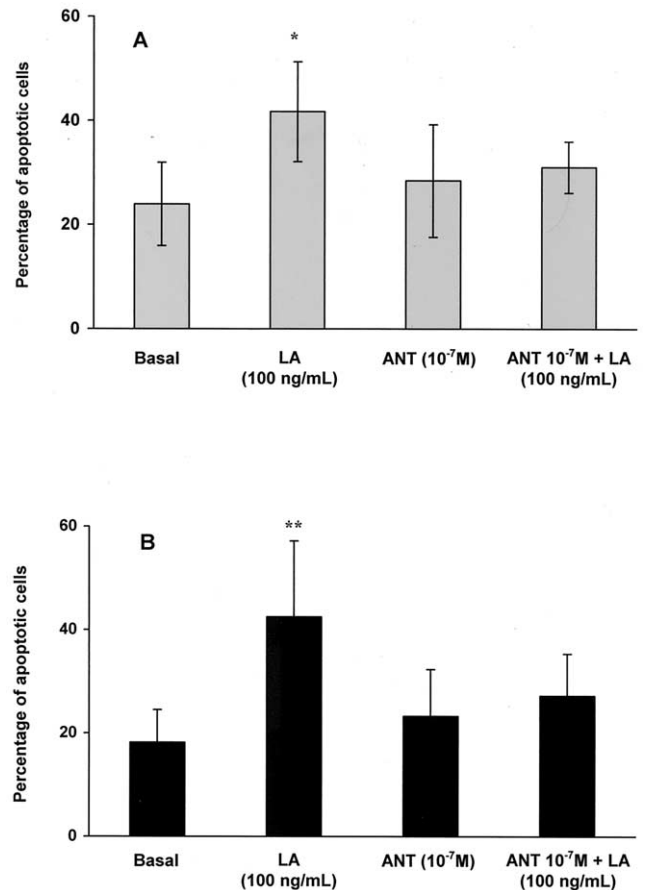 60
A
*
40
20
0
Percentage of apoptotic cells
Basal
LA
(100 ng/mL)
ANT (10⁻⁷M)
ANT 10⁻⁷M + LA
(100 ng/mL)
60
B
**
40
20
0
Percentage of apoptotic cells
Basal
LA
(100 ng/mL)
ANT (10⁻⁷M)
ANT 10⁻⁷M + LA
(100 ng/mL)